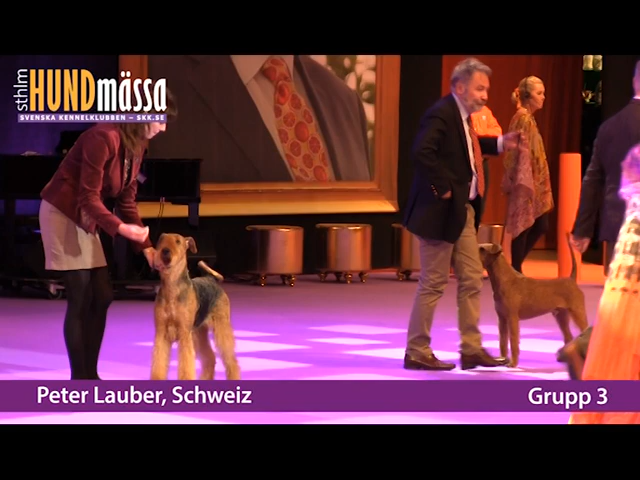 sthlm HUNDmässa
SVENSKA KENNELKLUBBEN – SKK.SE
Peter Lauber, Schweiz
Grupp 3